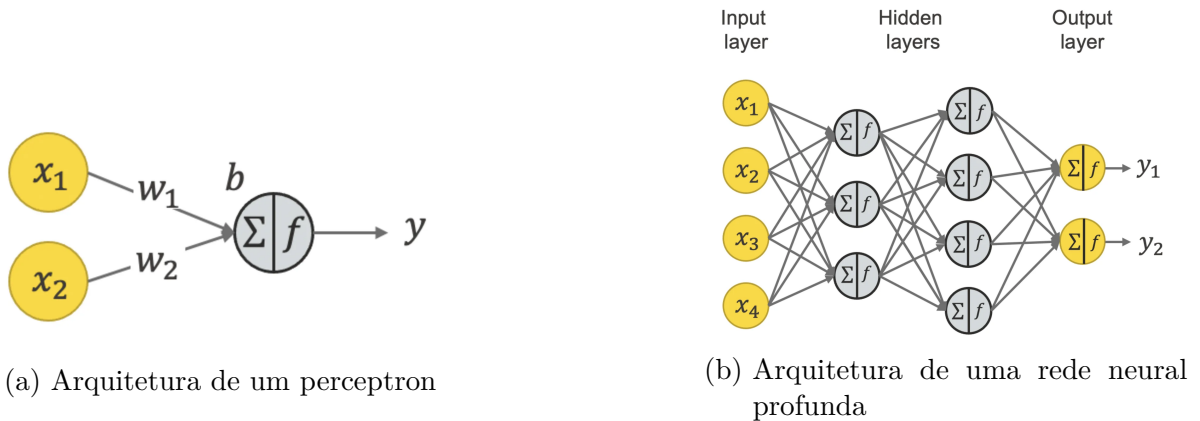 x₁
w₁
b
Σ f
y
w₂
x₂
(a) Arquitetura de um perceptron
Input
layer
Hidden
layers
Output
layer
x₁
x₂
x₃
x₄
Σ f
Σ f
Σ f
Σ f
Σ f
Σ f
Σ f
Σ f
y₁
Σ f
y₂
(b) Arquitetura de uma rede neural
profunda